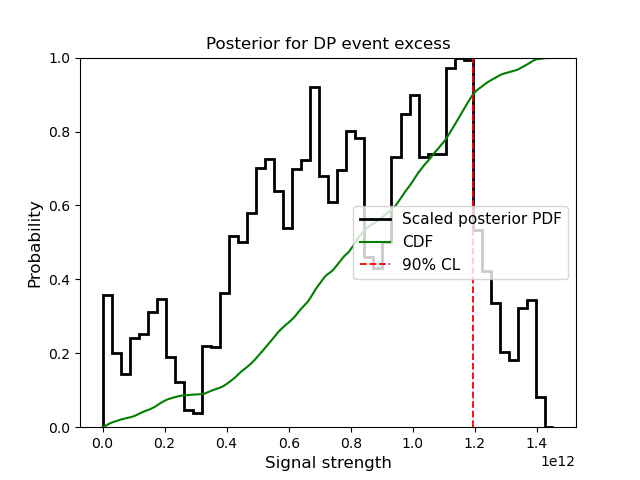 Posterior for DP event excess
1.0
0.8
0.6
0.4
0.2
0.0
Probability
Scaled posterior PDF
CDF
90% CL
0.0 0.2 0.4 0.6 0.8 1.0 1.2 1.4
1e12
Signal strength